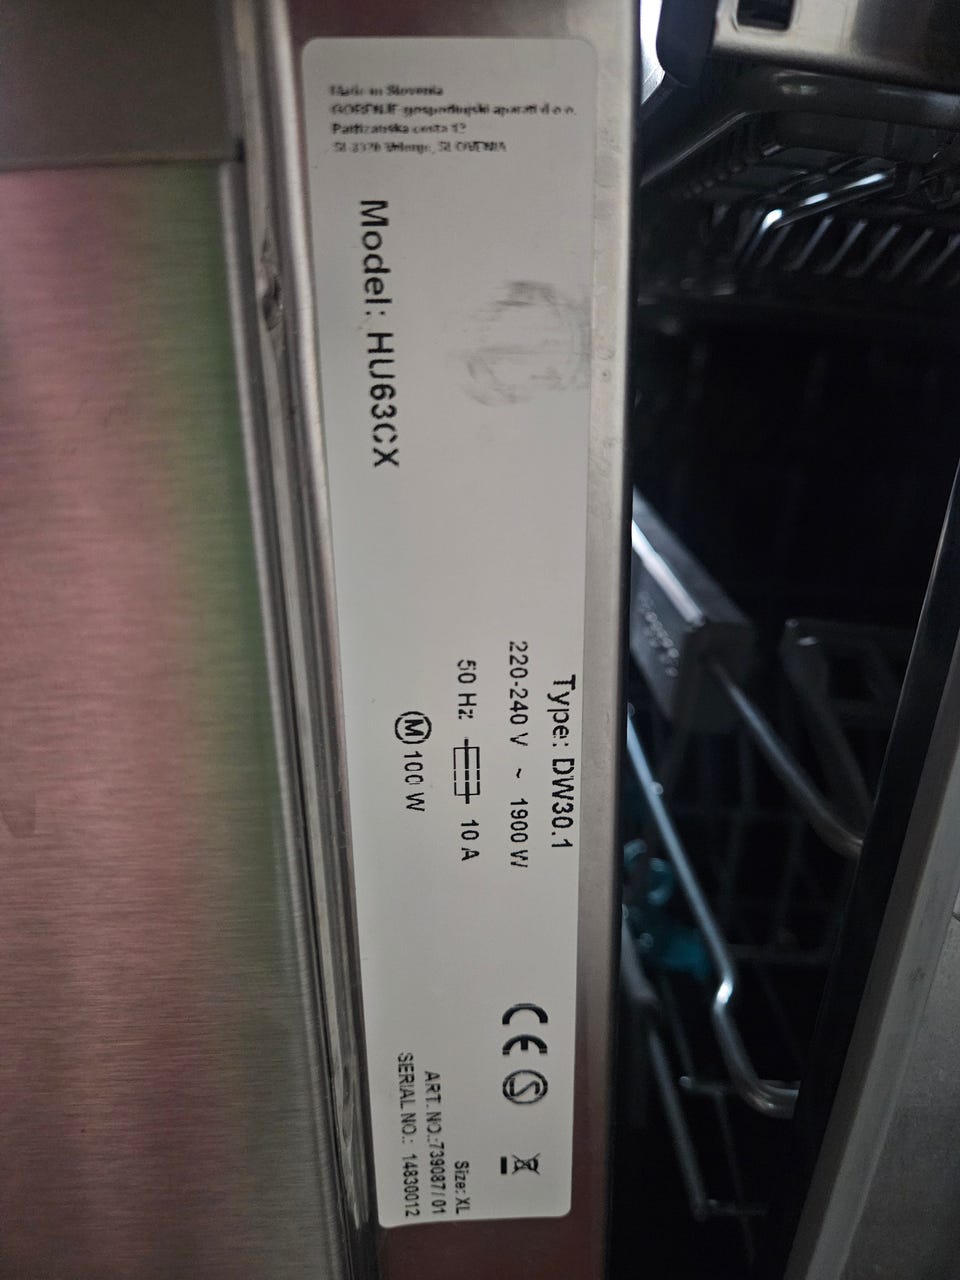 Made in Slovenia
GORENJE gospodinjski aparati d.o.o.
Partizanska cesta 12
SI-3320 Velenje, SLOVENIA
Model: HU63CX
Type: DW30.1
220-240 V ~ 1900 W
50 Hz 10 A
M 100 W
CE S
Size: XL
ART. NO.:739087/01
SERIAL NO.: 14830012